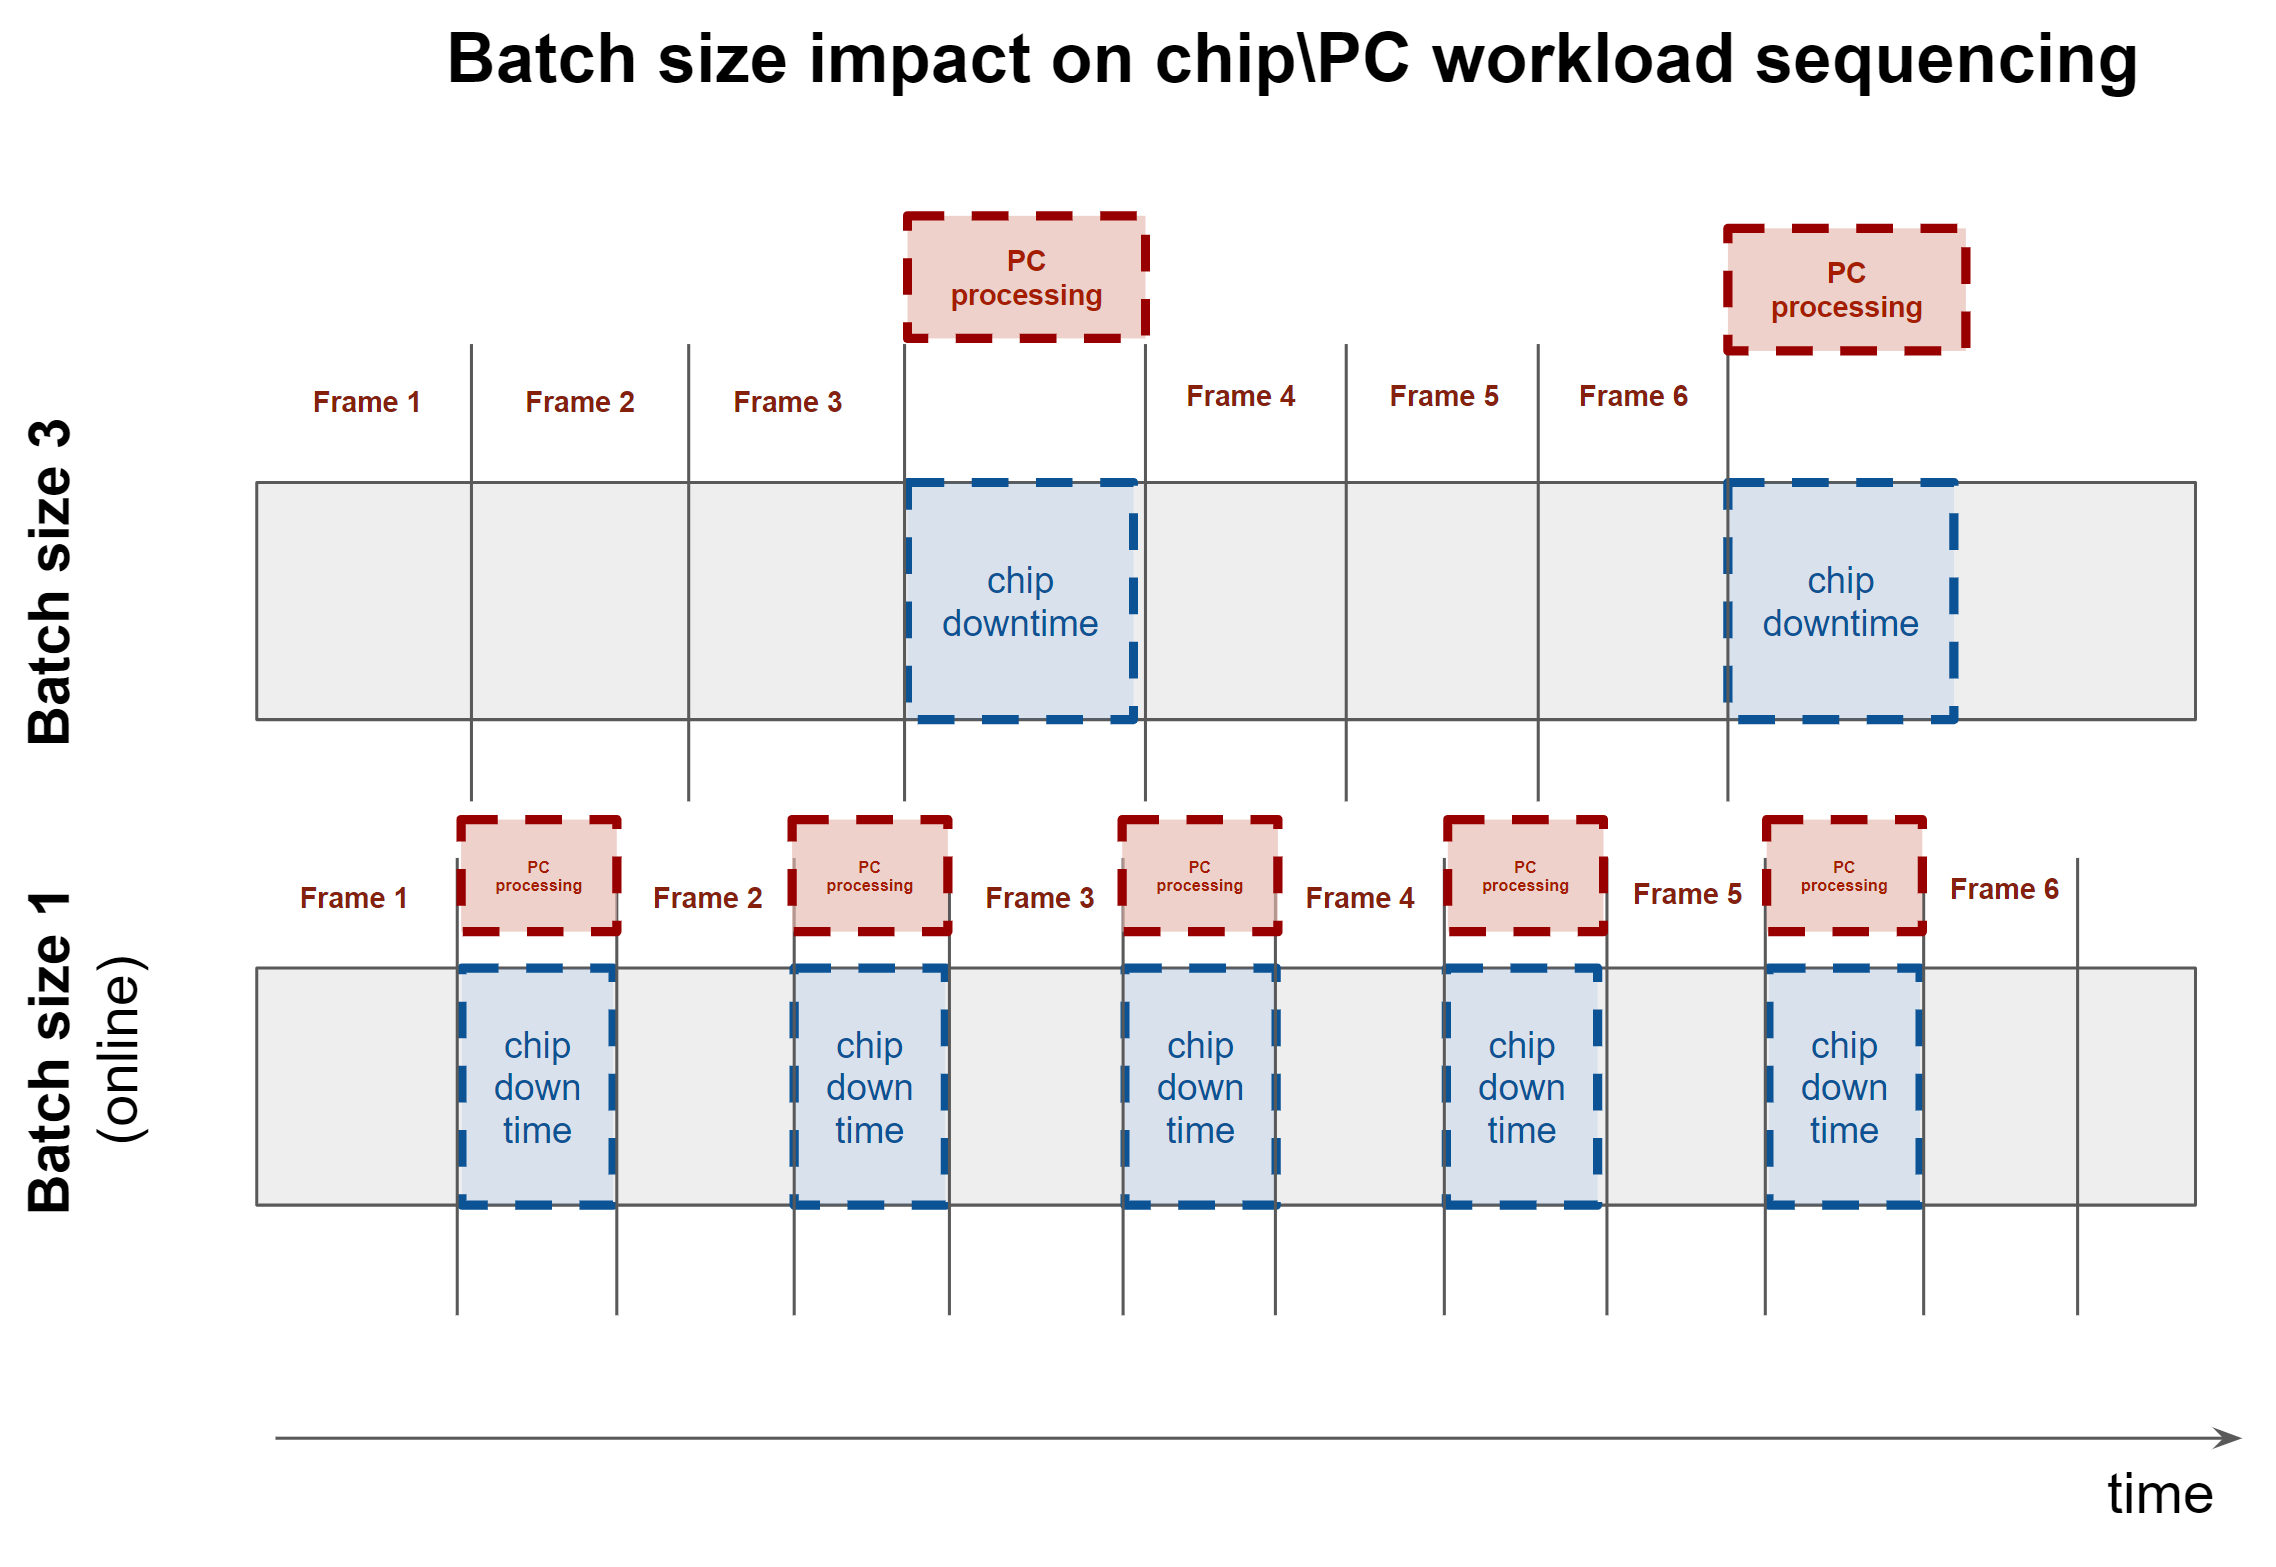 Batch size impact on chip\PC workload sequencing
PC
processing
PC
processing
Frame 1
Frame 2
Frame 3
Frame 4
Frame 5
Frame 6
Batch size 3
chip
downtime
chip
downtime
PC
processing
PC
processing
PC
processing
PC
processing
PC
processing
Frame 1
Frame 2
Frame 3
Frame 4
Frame 5
Frame 6
Batch size 1
(online)
chip
down
time
chip
down
time
chip
down
time
chip
down
time
chip
down
time
time